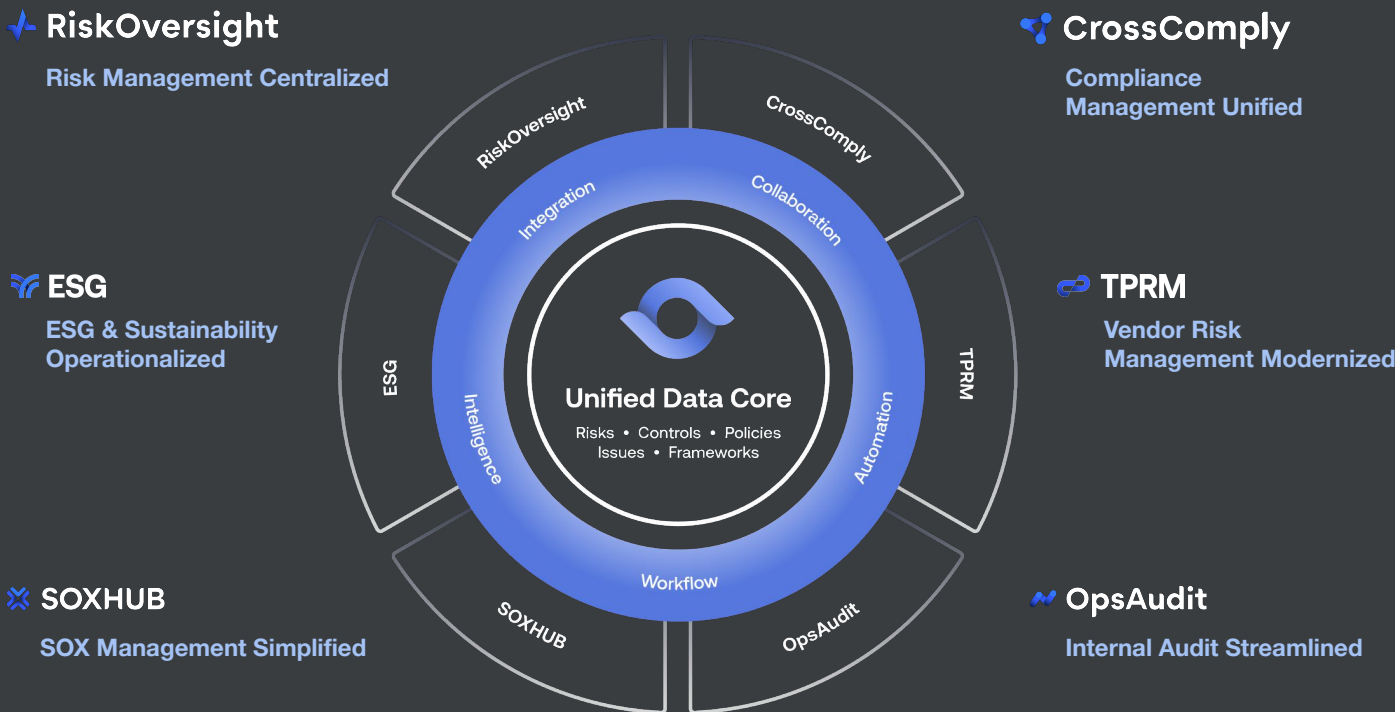 RiskOversight
Risk Management Centralized
CrossComply
Compliance
Management Unified
ESG
ESG & Sustainability
Operationalized
TPRM
Vendor Risk
Management Modernized
SOXHUB
SOX Management Simplified
OpsAudit
Internal Audit Streamlined
RiskOversight
CrossComply
ESG
TPRM
SOXHUB
OpsAudit
Integration
Collaboration
Intelligence
Automation
Workflow
Unified Data Core
Risks • Controls • Policies
Issues • Frameworks